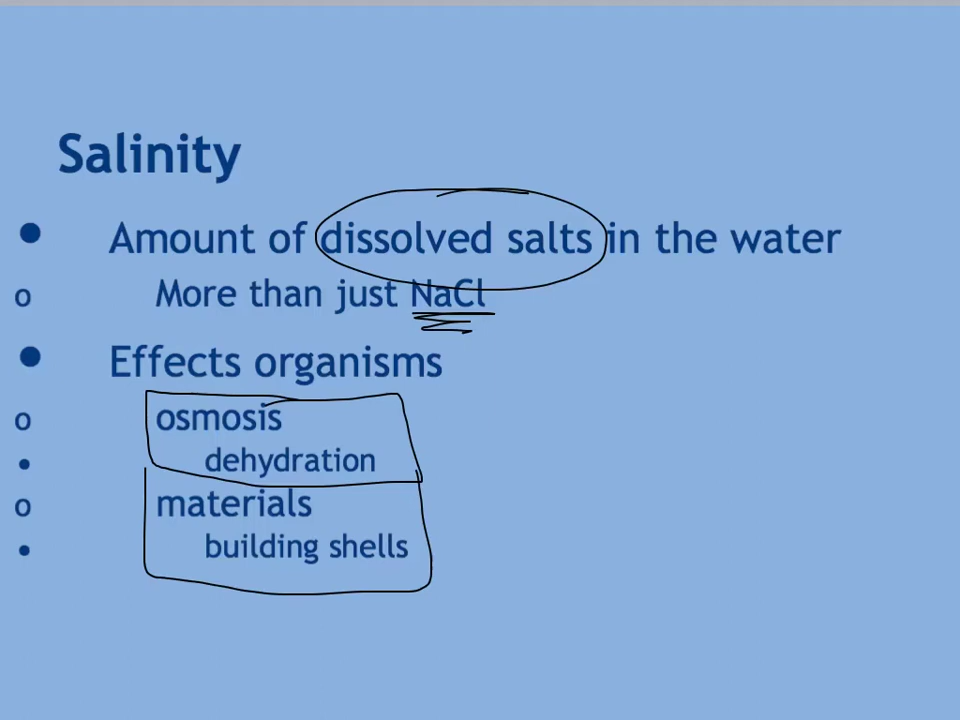 Salinity
• Amount of dissolved salts in the water
o More than just NaCl
• Effects organisms
o osmosis
• dehydration
o materials
• building shells